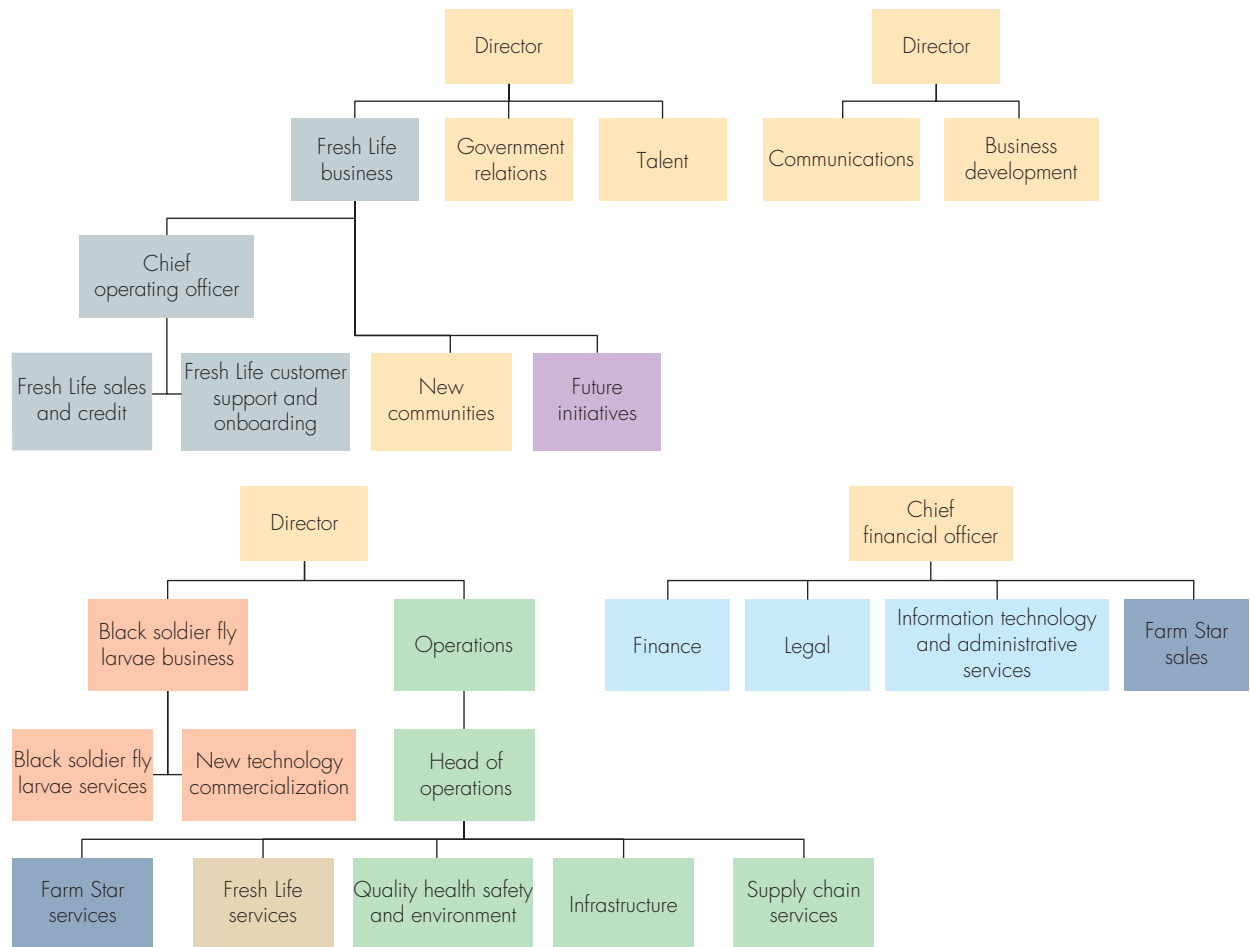 Director
Director
Fresh Life
business
Government
relations
Talent
Communications
Business
development
Chief
operating officer
Fresh Life sales
and credit
Fresh Life customer
support and
onboarding
New
communities
Future
initiatives
Director
Chief
financial officer
Black soldier fly
larvae business
Operations
Finance
Legal
Information technology
and administrative
services
Farm Star
sales
Black soldier fly
larvae services
New technology
commercialization
Head of
operations
Farm Star
services
Fresh Life
services
Quality health safety
and environment
Infrastructure
Supply chain
services